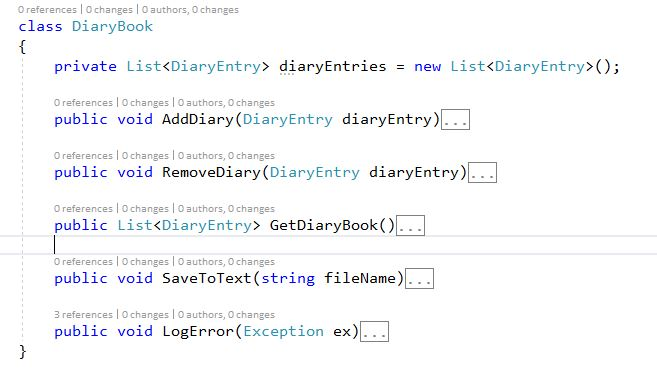 0 references | 0 changes | 0 authors, 0 changes
class DiaryBook
{
private List<DiaryEntry> diaryEntries = new List<DiaryEntry>();
0 references | 0 changes | 0 authors, 0 changes
public void AddDiary(DiaryEntry diaryEntry)...
0 references | 0 changes | 0 authors, 0 changes
public void RemoveDiary(DiaryEntry diaryEntry)...
0 references | 0 changes | 0 authors, 0 changes
public List<DiaryEntry> GetDiaryBook()...
0 references | 0 changes | 0 authors, 0 changes
public void SaveToText(string fileName)...
3 references | 0 changes | 0 authors, 0 changes
public void LogError(Exception ex)...
}